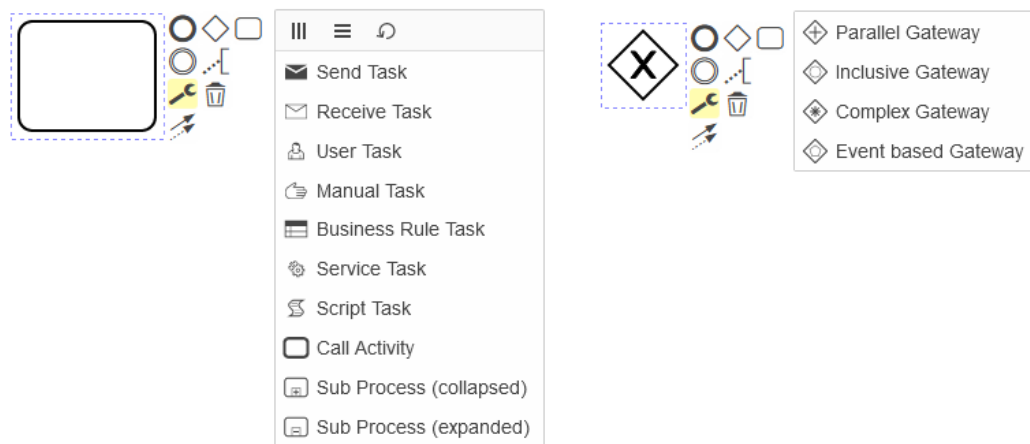 Send Task
Receive Task
User Task
Manual Task
Business Rule Task
Service Task
Script Task
Call Activity
Sub Process (collapsed)
Sub Process (expanded)
X
Parallel Gateway
Inclusive Gateway
Complex Gateway
Event based Gateway